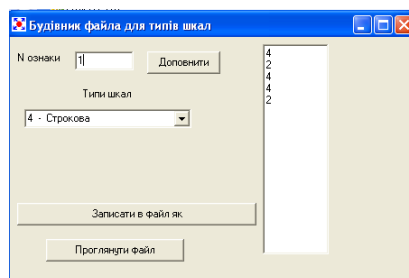 Будівник файла для типів шкал
N ознаки
1
Доповнити
Типи шкал
4 - Строкова
Записати в файл як
Проглянути файл
4
2
4
4
2